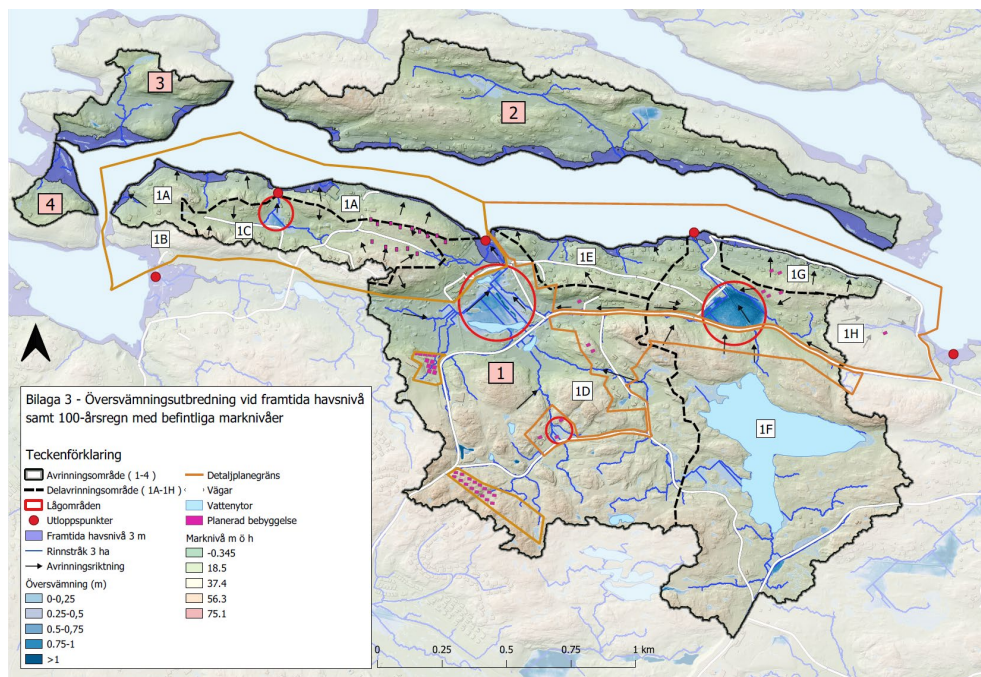 3
2
4
1A
1A
1B
1C
1E
1G
1H
1
1D
1F
Bilaga 3 - Översvämningsutbredning vid framtida havsnivå
samt 100-årsregn med befintliga marknivåer
Teckenförklaring
Avrinningsområde ( 1-4)
Delavrinningsområde ( 1A-1H )
Lågområden
Utloppspunkter
Framtida havsnivå 3 m
Rinnstråk 3 ha
Avrinningsriktning
Översvämning (m)
0-0,25
0.25-0,5
0.5-0,75
0.75-1
>1
Detaljplanegräns
Vägar
Vattenytor
Planerad bebyggelse
Marknivå m ö h
-0.345
18.5
37.4
56.3
75.1
0 0.25 0.5 0.75 1 km